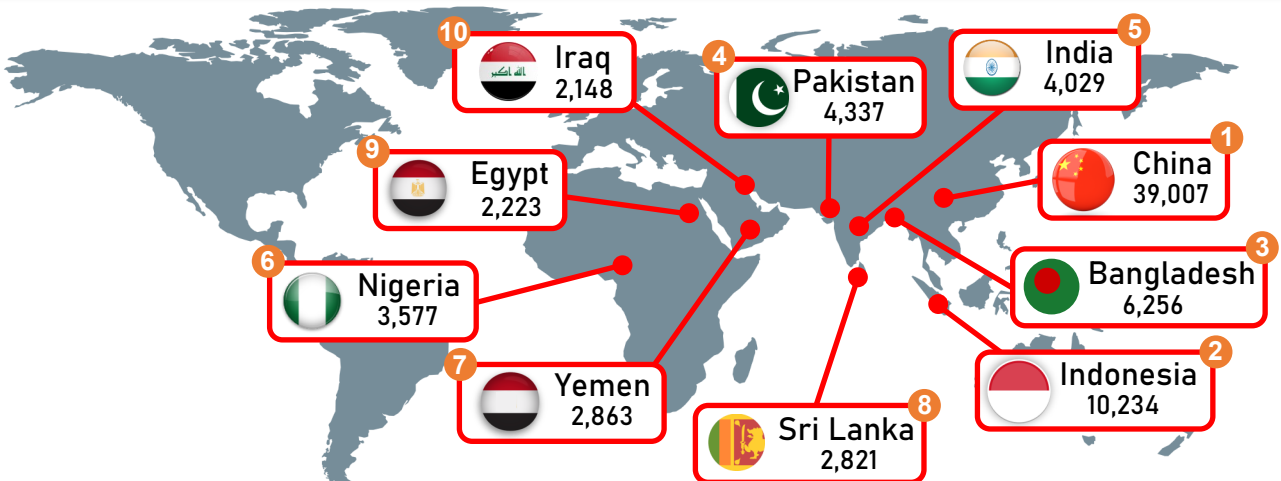 10
Iraq
2,148
الله اكبر
4
Pakistan
4,337
5
India
4,029
9
Egypt
2,223
1
China
39,007
6
Nigeria
3,577
3
Bangladesh
6,256
7
Yemen
2,863
8
Sri Lanka
2,821
2
Indonesia
10,234